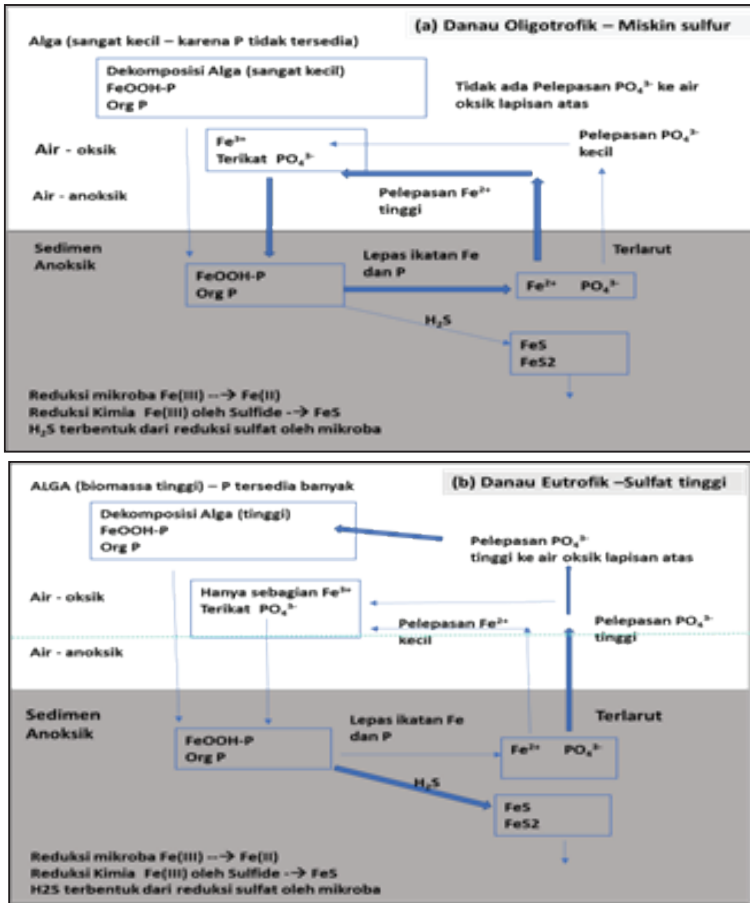 (a) Danau Oligotrofik – Miskin sulfur
Alga (sangat kecil – karena P tidak tersedia)
Dekomposisi Alga (sangat kecil)
FeOOH-P
Org P
Tidak ada Pelepasan PO₄³⁻ ke air
oksik lapisan atas
Air - oksik
Fe³⁺
Terikat PO₄³⁻
Pelepasan PO₄³⁻
kecil
Air - anoksik
Pelepasan Fe²⁺
tinggi
Sedimen
Anoksik
Lepas ikatan Fe
dan P
Terlarut
FeOOH-P
Org P
Fe²⁺ PO₄³⁻
H₂S
FeS
FeS2
Reduksi mikroba Fe(III) --→ Fe(II)
Reduksi Kimia Fe(III) oleh Sulfide -→ FeS
H₂S terbentuk dari reduksi sulfat oleh mikroba
(b) Danau Eutrofik –Sulfat tinggi
ALGA (biomassa tinggi) – P tersedia banyak
Dekomposisi Alga (tinggi)
FeOOH-P
Org P
Pelepasan PO₄³⁻
tinggi ke air oksik lapisan atas
Air - oksik
Hanya sebagian Fe³⁺
Terikat PO₄³⁻
Pelepasan Fe²⁺
kecil
Pelepasan PO₄³⁻
tinggi
Air - anoksik
Sedimen
Anoksik
Lepas ikatan Fe
dan P
Terlarut
FeOOH-P
Org P
Fe²⁺ PO₄³⁻
H₂S
FeS
FeS2
Reduksi mikroba Fe(III) --→ Fe(II)
Reduksi Kimia Fe(III) oleh Sulfide -→ FeS
H2S terbentuk dari reduksi sulfat oleh mikroba